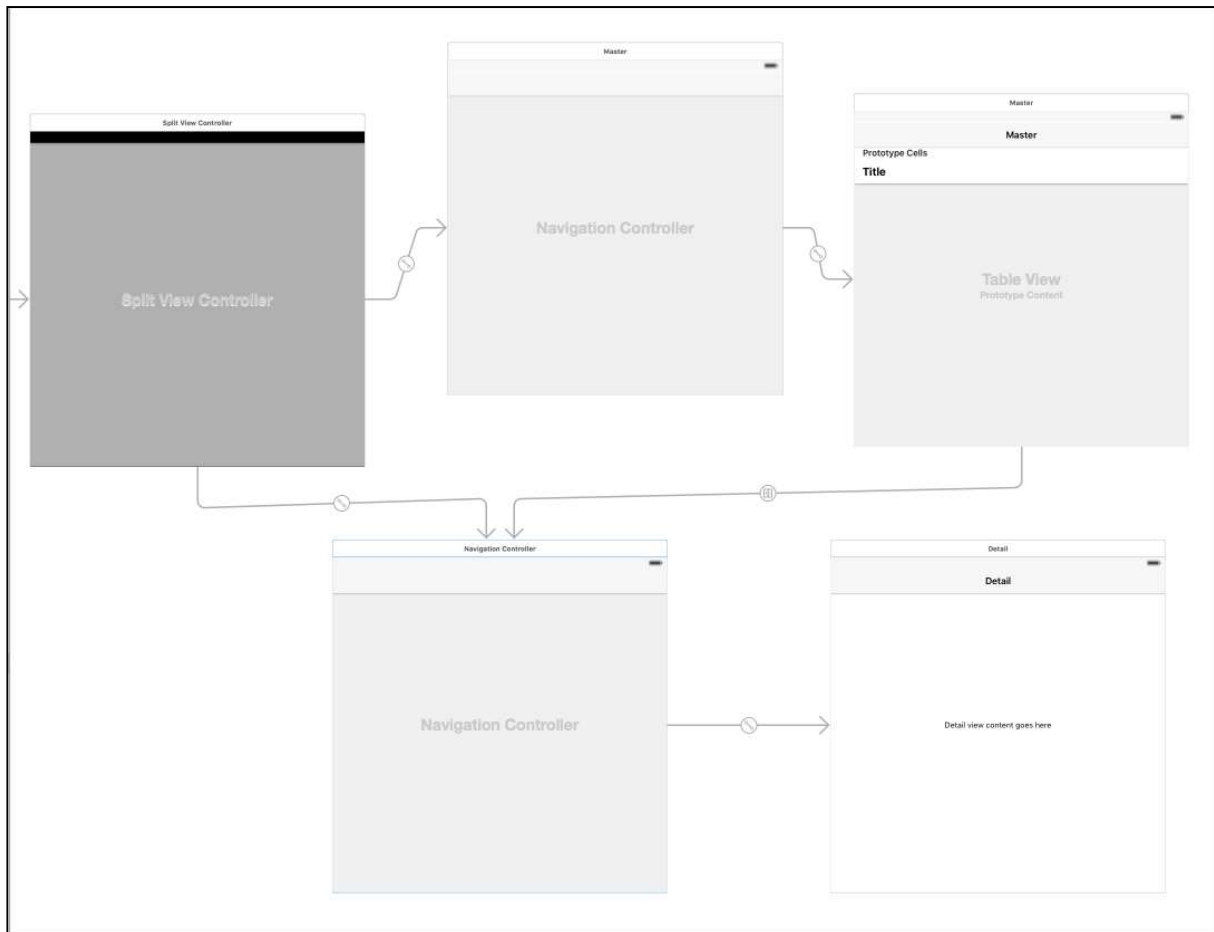 Master
Navigation Controller
Split View Controller
Split View Controller
Master
Master
Prototype Cells
Title
Table View
Prototype Content
Navigation Controller
Navigation Controller
Detail
Detail
Detail view content goes here